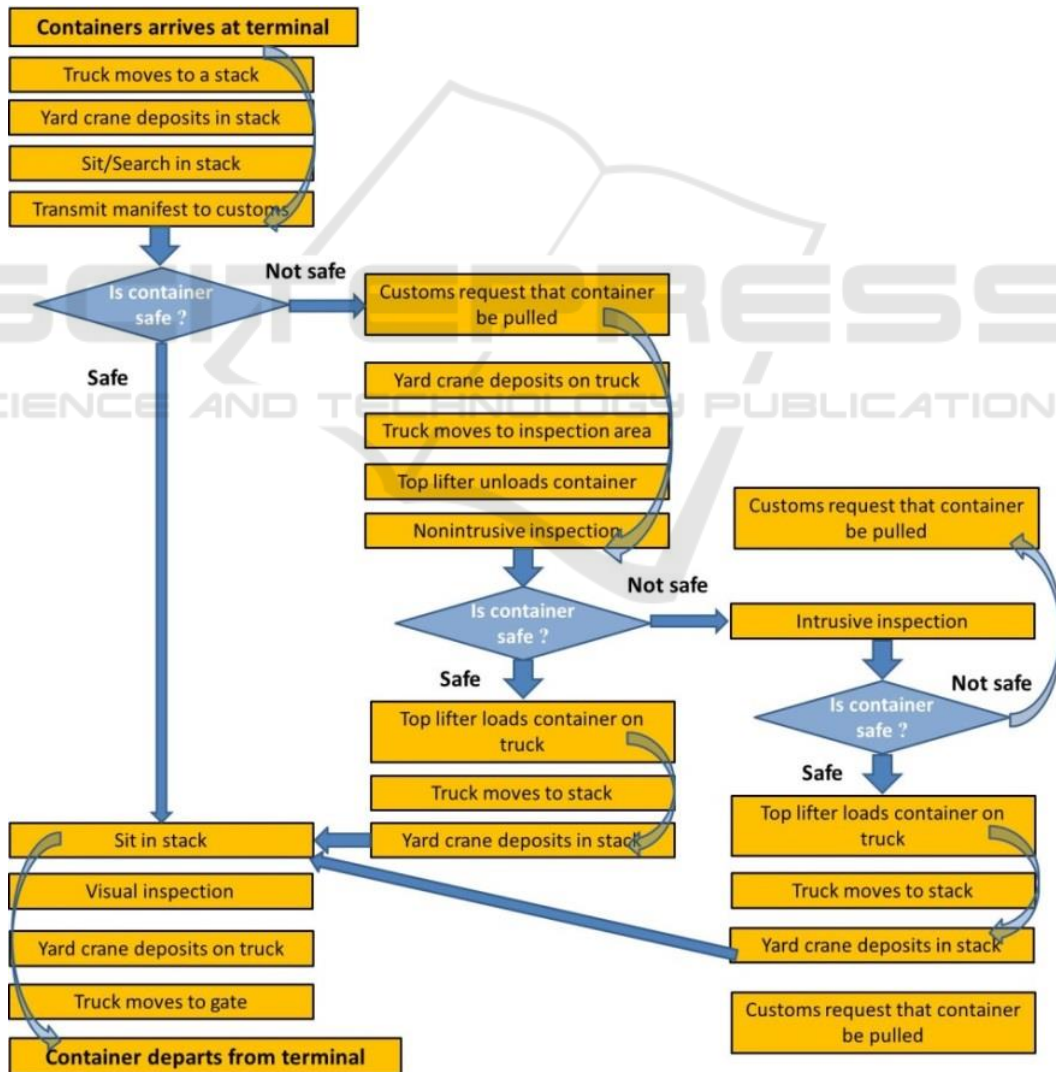 Containers arrives at terminal
Truck moves to a stack
Yard crane deposits in stack
Sit/Search in stack
Transmit manifest to customs
Is container
safe ?
Not safe
Safe
Customs request that container
be pulled
Yard crane deposits on truck
Truck moves to inspection area
Top lifter unloads container
Nonintrusive inspection
Is container
safe ?
Not safe
Safe
Customs request that container
be pulled
Intrusive inspection
Is container
safe ?
Not safe
Safe
Top lifter loads container on
truck
Truck moves to stack
Yard crane deposits in stack
Top lifter loads container on
truck
Truck moves to stack
Yard crane deposits in stack
Customs request that container
be pulled
Sit in stack
Visual inspection
Yard crane deposits on truck
Truck moves to gate
Container departs from terminal
SCITEPRESS
SCIENCE AND TECHNOLOGY PUBLICATIONS